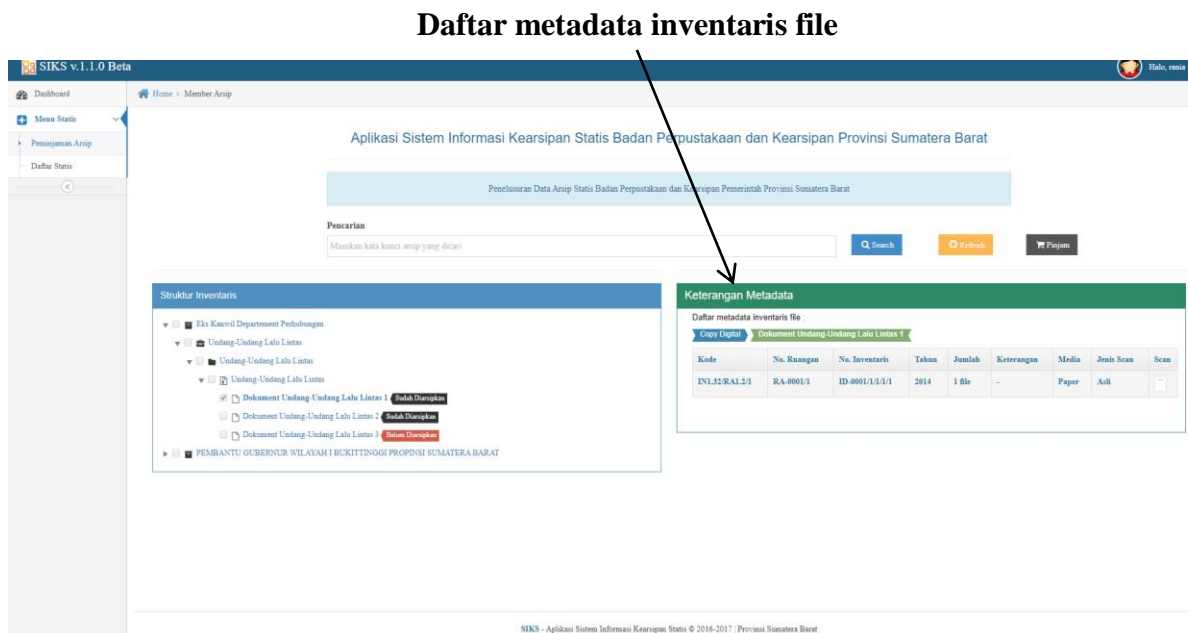 Daftar metadata inventaris file
SIKS v.1.1.0 Beta
Halo, rania
Dashboard
Home > Member Arsip
Menu Statis
Peminjaman Arsip
Daftar Statis
Aplikasi Sistem Informasi Kearsipan Statis Badan Perpustakaan dan Kearsipan Provinsi Sumatera Barat
Penelusuran Data Arsip Statis Badan Perpustakaan dan Kearsipan Pemerintah Provinsi Sumatera Barat
Pencarian
Masukan kata kunci arsip yang dicari
Search
Refresh
Pinjam
Struktur Inventaris
Eks Kanwil Departement Perhubungan
Undang-Undang Lalu Lintas
Undang-Undang Lalu Lintas
Undang-Undang Lalu Lintas
Dokument Undang-Undang Lalu Lintas 1 Sudah Diarsipkan
Dokument Undang-Undang Lalu Lintas 2 Sudah Diarsipkan
Dokument Undang-Undang Lalu Lintas 3 Belum Diarsipkan
PEMBANTU GUBERNUR WILAYAH I BUKITTINGGI PROPINSI SUMATERA BARAT
Keterangan Metadata
Daftar metadata inventaris file :
Copy Digital Dokument Undang-Undang Lalu Lintas 1
Kode No. Ruangan No. Inventaris Tahun Jumlah Keterangan Media Jenis Scan Scan
IN1.32/RA1.2/1 RA-0001/1 ID-0001/1/1/1/1 2014 1 file - Paper Asli
SIKS - Aplikasi Sistem Informasi Kearsipan Statis © 2016-2017 | Provinsi Sumatera Barat